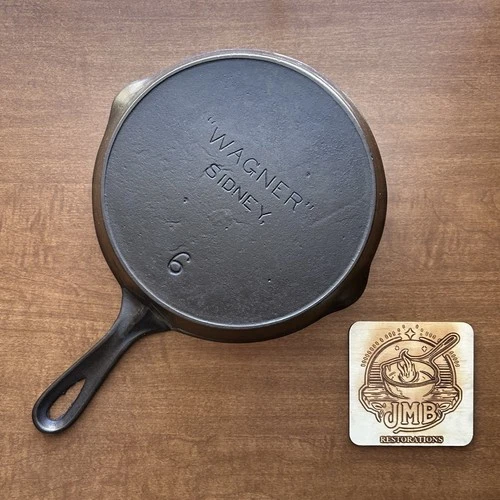 "WAGNER"
SIDNEY,
6
JMB
RESTORATIONS